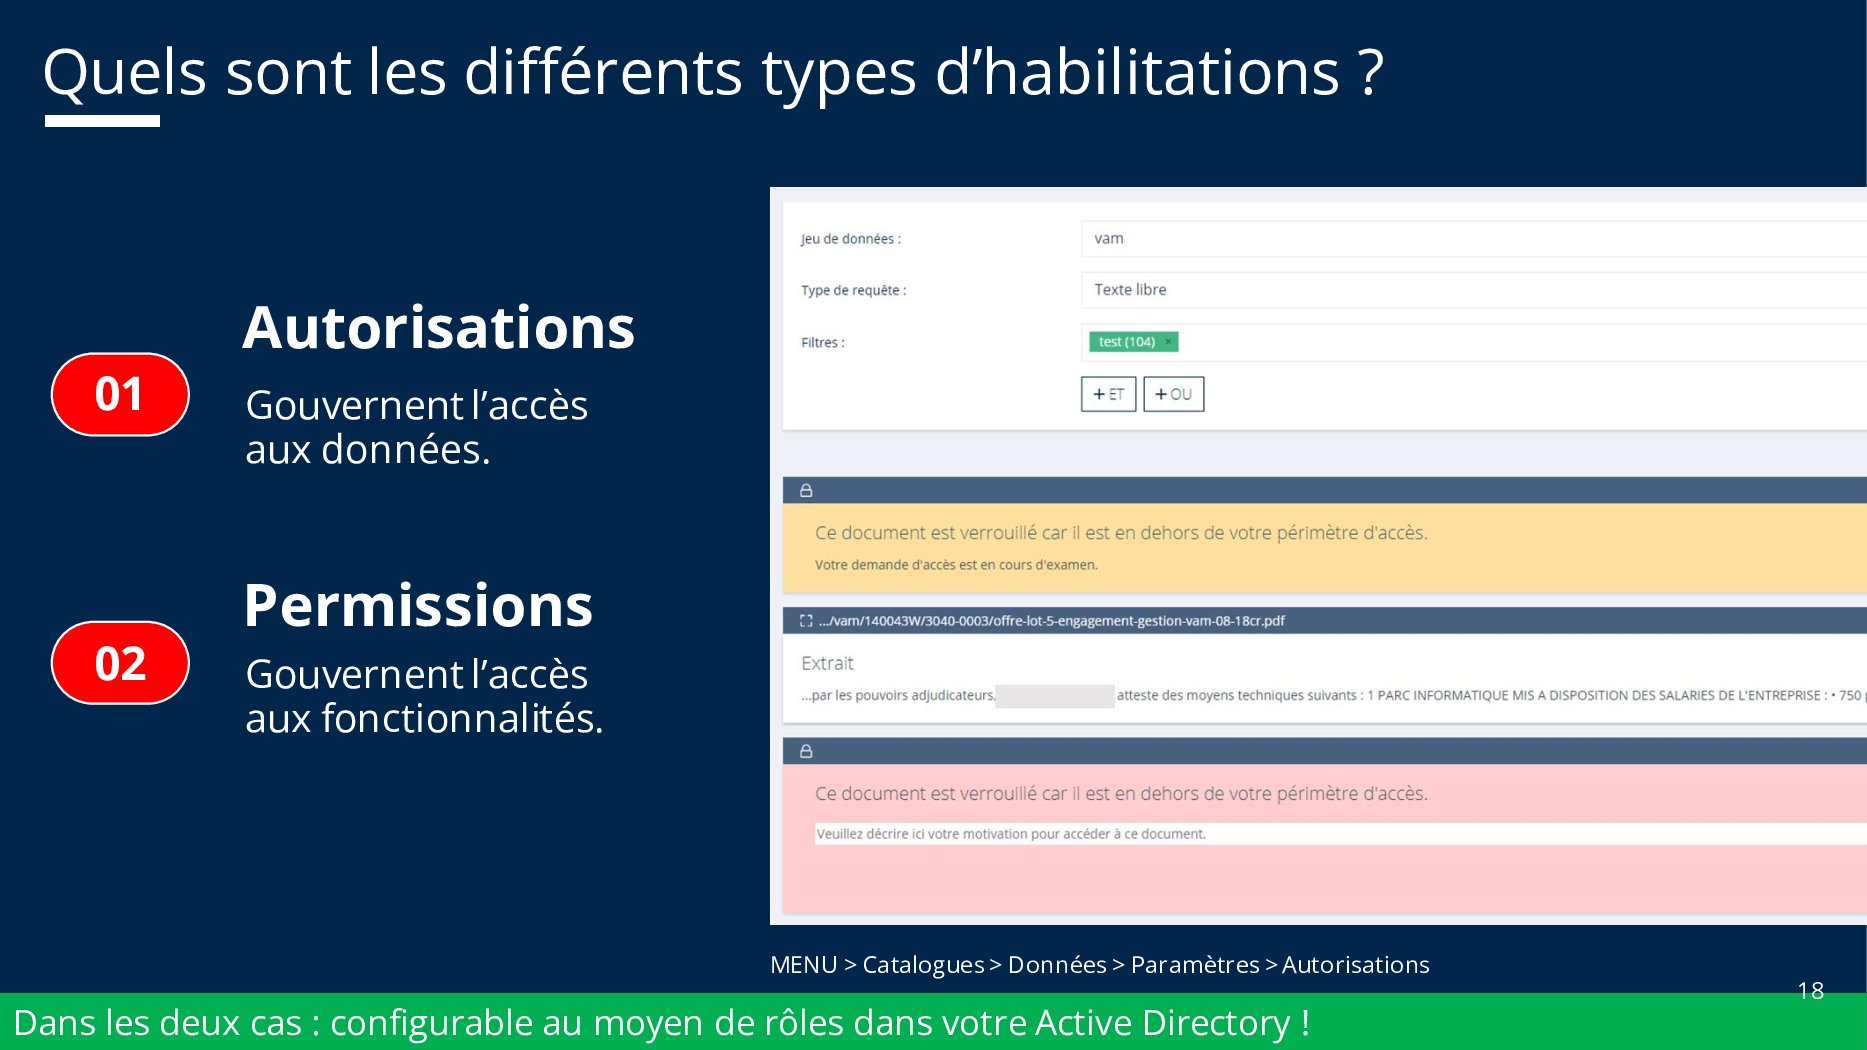 Quels sont les différents types d’habilitations ?
01
Autorisations
Gouvernent l’accès
aux données.
02
Permissions
Gouvernent l’accès
aux fonctionnalités.
Jeu de données :
vam
Type de requête :
Texte libre
Filtres :
test (104) ×
+ ET
+ OU
Ce document est verrouillé car il est en dehors de votre périmètre d'accès.
Votre demande d'accès est en cours d'examen.
.../vam/140043W/3040-0003/offre-lot-5-engagement-gestion-vam-08-18cr.pdf
Extrait
...par les pouvoirs adjudicateurs, atteste des moyens techniques suivants : 1 PARC INFORMATIQUE MIS A DISPOSITION DES SALARIES DE L'ENTREPRISE : • 750 p
Ce document est verrouillé car il est en dehors de votre périmètre d'accès.
Veuillez décrire ici votre motivation pour accéder à ce document.
MENU > Catalogues > Données > Paramètres > Autorisations
18
Dans les deux cas : configurable au moyen de rôles dans votre Active Directory !